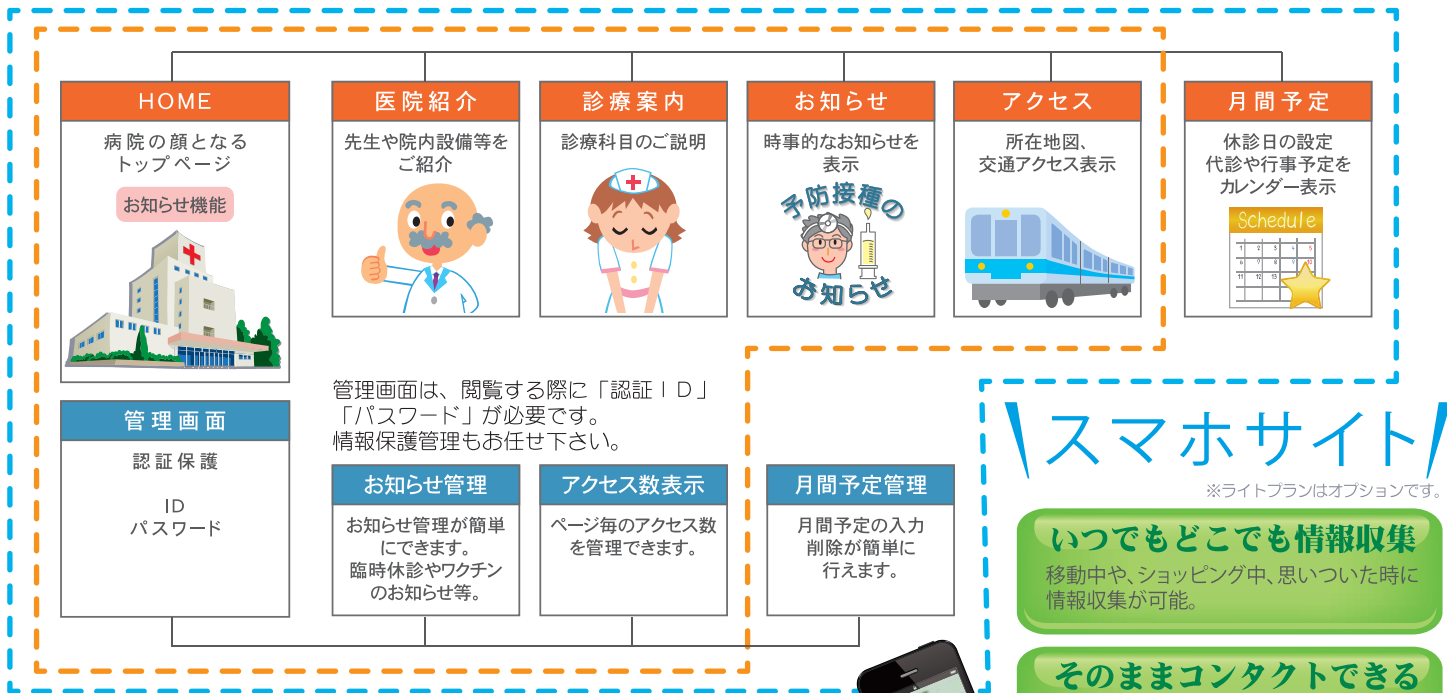 HOME
病院の顔となる
トップページ
お知らせ機能
医院紹介
先生や院内設備等を
ご紹介
診療案内
診療科目のご説明
お知らせ
時事的なお知らせを
表示
予防接種の
お知らせ
アクセス
所在地図、
交通アクセス表示
月間予定
休診日の設定
代診や行事予定を
カレンダー表示
Schedule
1 2 3 4 5
6 7 8 9 10
11 12 13
管理画面
認証保護
ID
パスワード
管理画面は、閲覧する際に「認証ID」
「パスワード」が必要です。
情報保護管理もお任せ下さい。
お知らせ管理
お知らせ管理が簡単
にできます。
臨時休診やワクチン
のお知らせ等。
アクセス数表示
ページ毎のアクセス数
を管理できます。
月間予定管理
月間予定の入力
削除が簡単に
行えます。
スマホサイト
※ライトプランはオプションです。
いつでもどこでも情報収集
移動中や、ショッピング中、思いついた時に
情報収集が可能。
そのままコンタクトできる